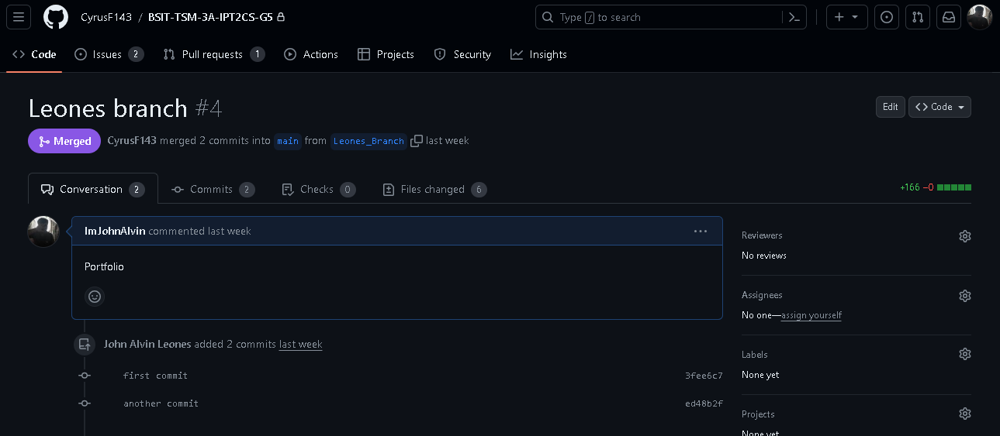 CyrusF143 / BSIT-TSM-3A-IPT2CS-G5
Type / to search
Code
Issues 2
Pull requests 1
Actions
Projects
Security
Insights
Leones branch #4
Edit
Code
Merged
CyrusF143 merged 2 commits into main from Leones_Branch last week
Conversation 2
Commits 2
Checks 0
Files changed 6
+166 −0
ImJohnAlvin commented last week
Portfolio
John Alvin Leones added 2 commits last week
first commit 3fee6c7
another commit ed48b2f
Reviewers
No reviews
Assignees
No one—assign yourself
Labels
None yet
Projects
None yet